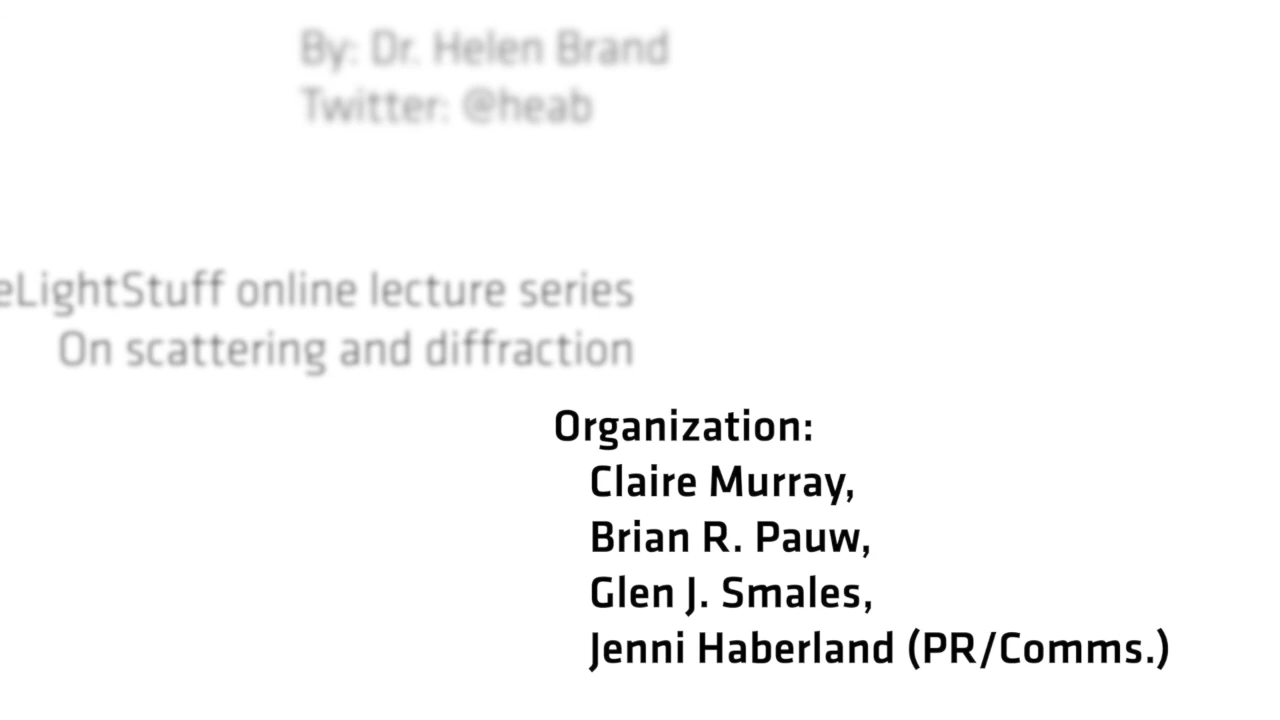 By: Dr. Helen Brand
Twitter: @heab
eLightStuff online lecture series
On scattering and diffraction
Organization:
Claire Murray,
Brian R. Pauw,
Glen J. Smales,
Jenni Haberland (PR/Comms.)